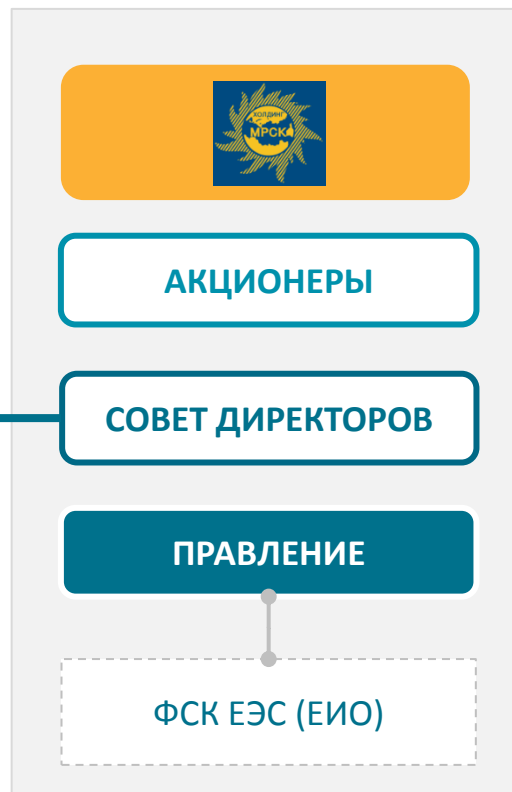 ХОЛДИНГ
МРСК
АКЦИОНЕРЫ
СОВЕТ ДИРЕКТОРОВ
ПРАВЛЕНИЕ
ФСК ЕЭС (ЕИО)